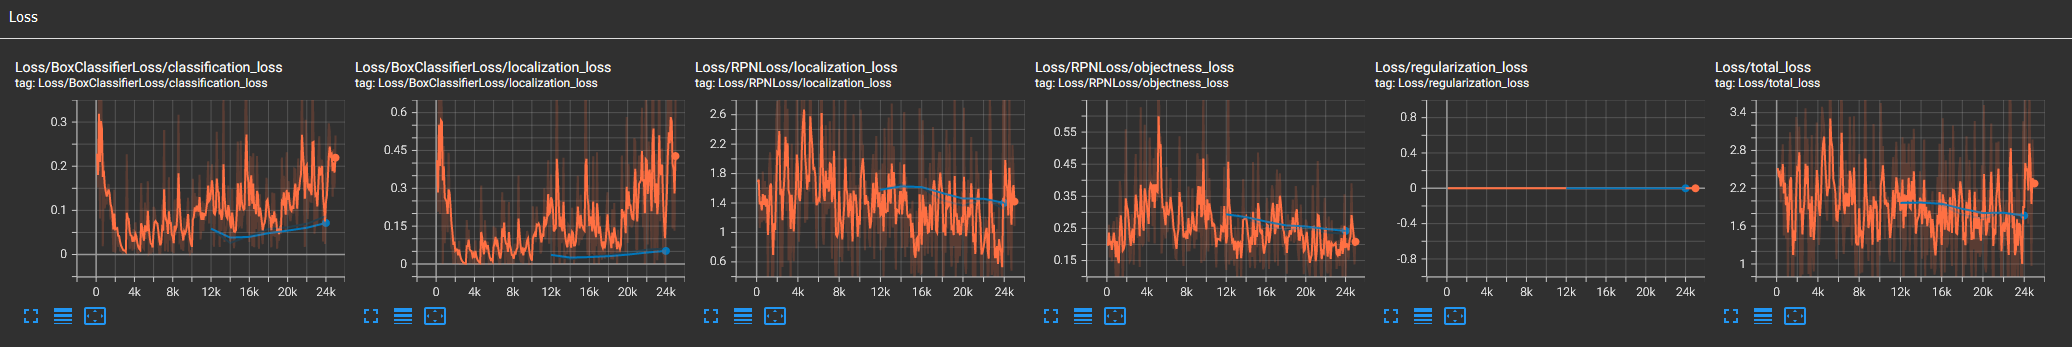 Loss
Loss/BoxClassifierLoss/classification_loss
tag: Loss/BoxClassifierLoss/classification_loss
0.3
0.2
0.1
0
0 4k 8k 12k 16k 20k 24k
Loss/BoxClassifierLoss/localization_loss
tag: Loss/BoxClassifierLoss/localization_loss
0.6
0.45
0.3
0.15
0
0 4k 8k 12k 16k 20k 24k
Loss/RPNLoss/localization_loss
tag: Loss/RPNLoss/localization_loss
2.6
2.2
1.8
1.4
1
0.6
0 4k 8k 12k 16k 20k 24k
Loss/RPNLoss/objectness_loss
tag: Loss/RPNLoss/objectness_loss
0.55
0.45
0.35
0.25
0.15
0 4k 8k 12k 16k 20k 24k
Loss/regularization_loss
tag: Loss/regularization_loss
0.8
0.4
0
-0.4
-0.8
0 4k 8k 12k 16k 20k 24k
Loss/total_loss
tag: Loss/total_loss
3.4
2.8
2.2
1.6
1
0 4k 8k 12k 16k 20k 24k